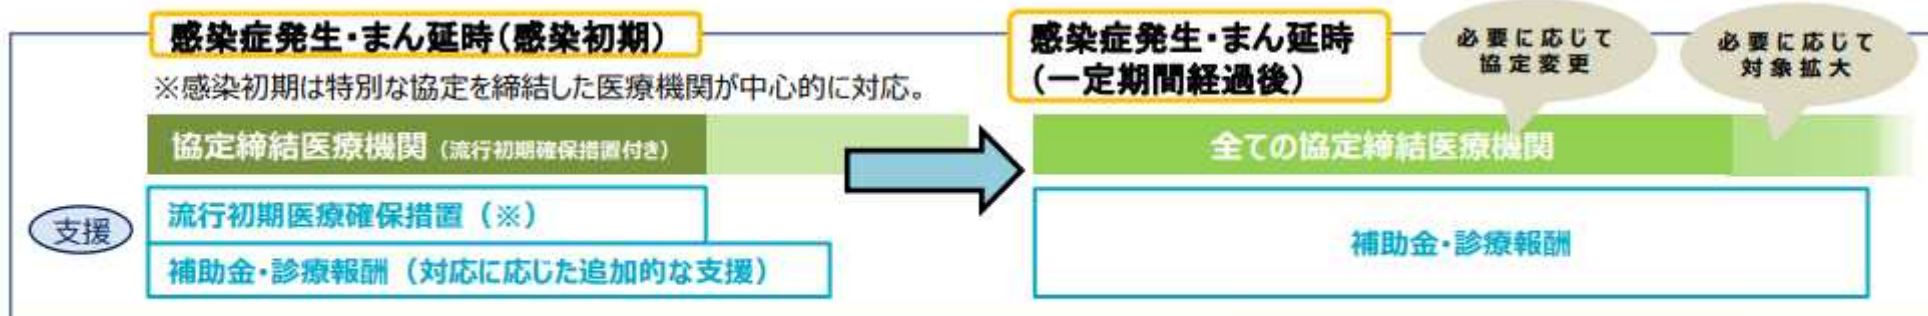 感染症発生・まん延時(感染初期)
※感染初期は特別な協定を締結した医療機関が中心的に対応。
協定締結医療機関(流行初期確保措置付き)
支援
流行初期医療確保措置(※)
補助金・診療報酬(対応に応じた追加的な支援)
感染症発生・まん延時
(一定期間経過後)
必要に応じて
協定変更
必要に応じて
対象拡大
全ての協定締結医療機関
補助金・診療報酬